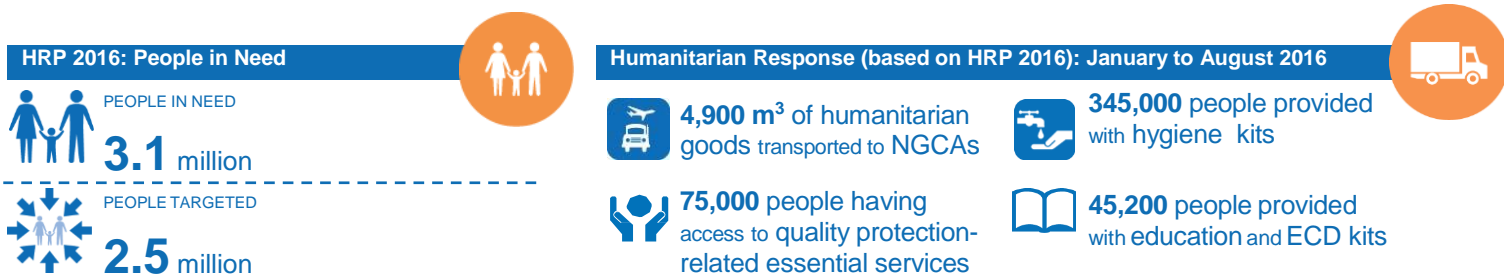 HRP 2016: People in Need
PEOPLE IN NEED
3.1 million
PEOPLE TARGETED
2.5 million
Humanitarian Response (based on HRP 2016): January to August 2016
4,900 m³ of humanitarian
goods transported to NGCAs
75,000 people having
access to quality protection-
related essential services
345,000 people provided
with hygiene kits
45,200 people provided
with education and ECD kits